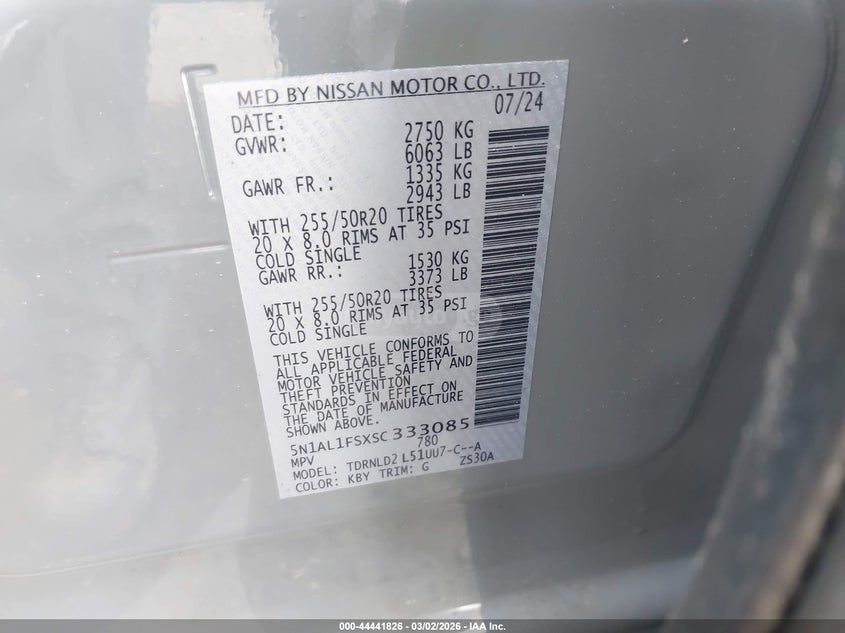 MFD BY NISSAN MOTOR CO., LTD.
DATE: 07/24
GVWR: 2750 KG
6063 LB
GAWR FR.: 1335 KG
2943 LB
WITH 255/50R20 TIRES
20 X 8.0 RIMS AT 35 PSI
COLD SINGLE
GAWR RR.: 1530 KG
3373 LB
WITH 255/50R20 TIRES
20 X 8.0 RIMS AT 35 PSI
COLD SINGLE
THIS VEHICLE CONFORMS TO
ALL APPLICABLE FEDERAL
MOTOR VEHICLE SAFETY AND
THEFT PREVENTION
STANDARDS IN EFFECT ON
THE DATE OF MANUFACTURE
SHOWN ABOVE.
5N1AL1FSXSC333085
MPV 780
MODEL: TDRNLD2 L51UU7-C--A
COLOR: KBY TRIM: G ZS30A
000-44441826 | 03/02/2026 | IAA Inc.